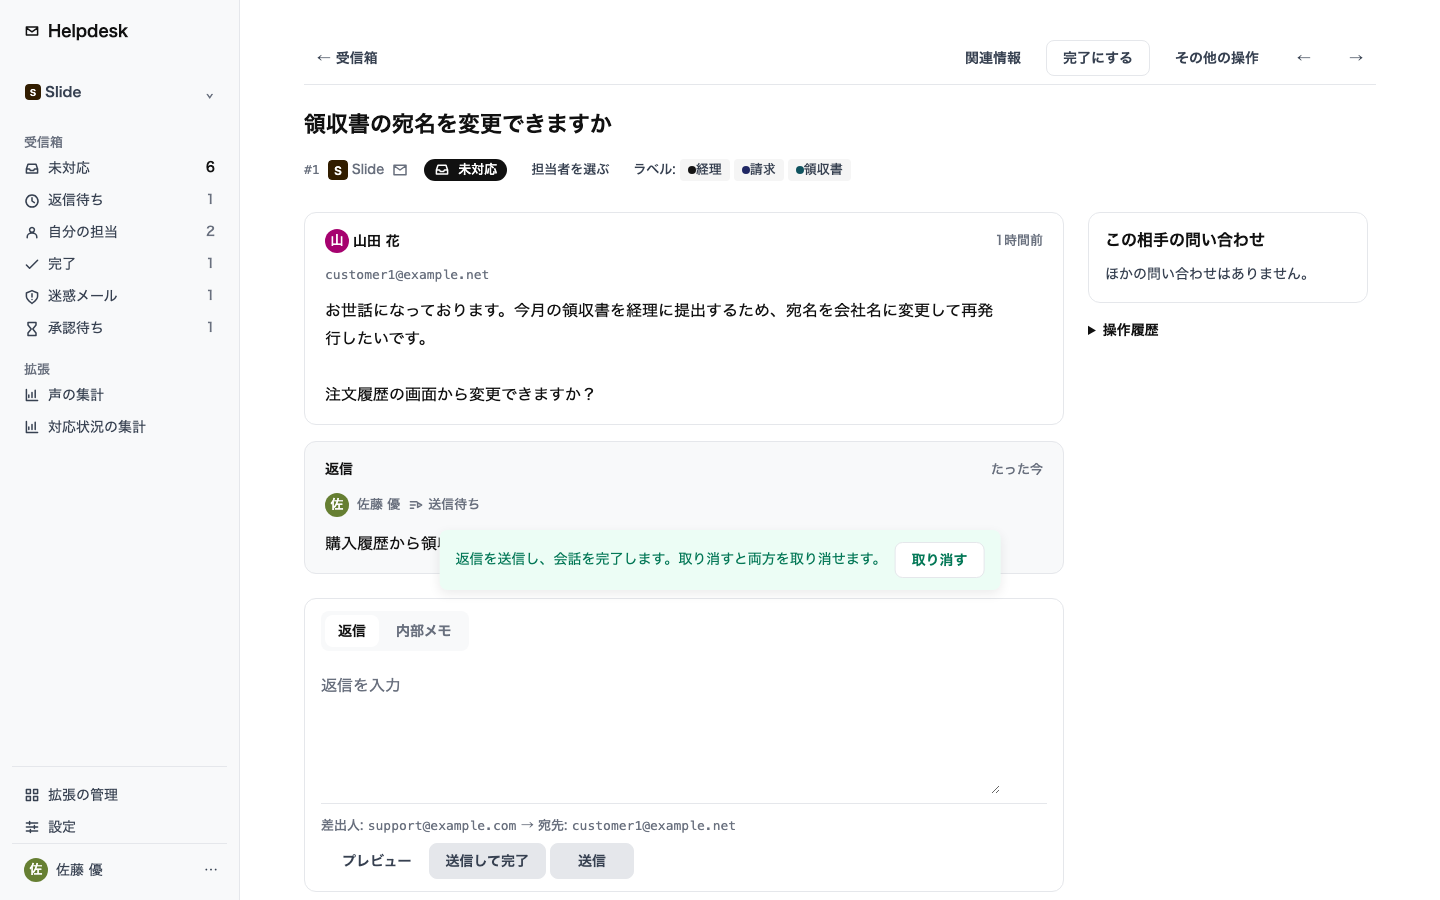 Helpdesk
S Slide
受信箱
未対応 6
返信待ち 1
自分の担当 2
完了 1
迷惑メール 1
承認待ち 1
拡張
声の集計
対応状況の集計
拡張の管理
設定
佐 佐藤 優 …
← 受信箱
関連情報 完了にする その他の操作 ← →
領収書の宛名を変更できますか
#1 S Slide 未対応 担当者を選ぶ ラベル: 経理 請求 領収書
山 山田 花 1時間前
customer1@example.net
お世話になっております。今月の領収書を経理に提出するため、宛名を会社名に変更して再発
行したいです。
注文履歴の画面から変更できますか？
返信 たった今
佐 佐藤 優 送信待ち
購入履歴から領
返信を送信し、会話を完了します。取り消すと両方を取り消せます。 取り消す
返信 内部メモ
返信を入力
差出人: support@example.com → 宛先: customer1@example.net
プレビュー 送信して完了 送信
この相手の問い合わせ
ほかの問い合わせはありません。
▶ 操作履歴